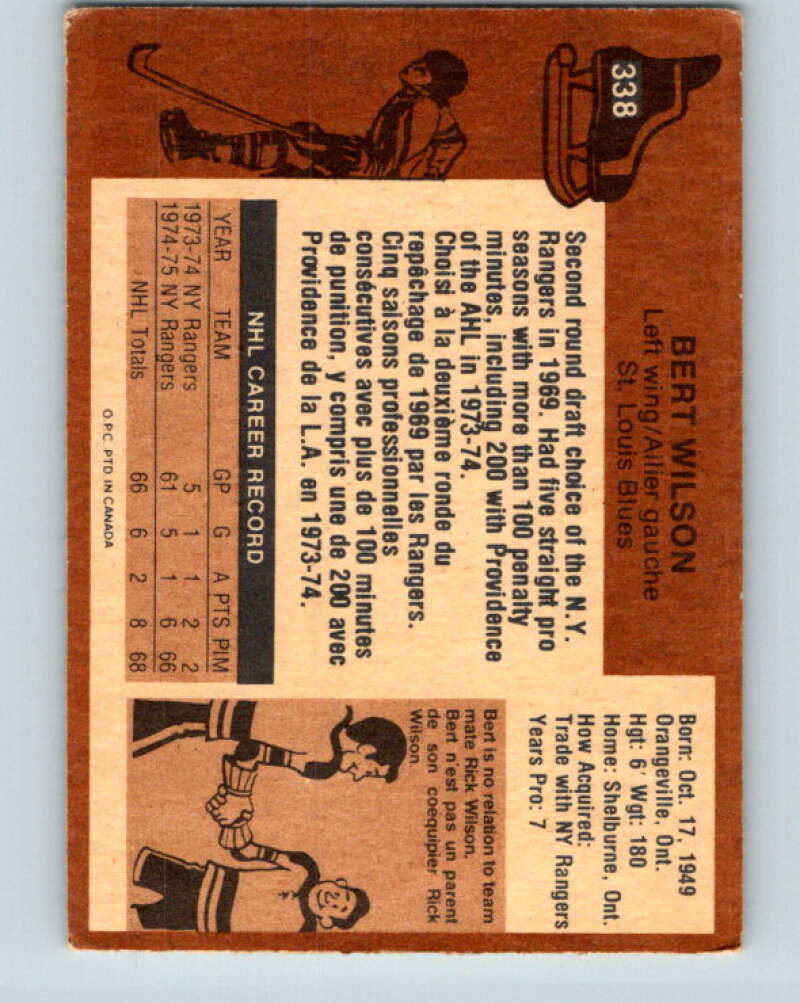 338
BERT WILSON
Left wing/Ailier gauche
St. Louis Blues
Born: Oct. 17, 1949
Orangeville, Ont.
Hgt: 6' Wgt: 180
Home: Shelburne, Ont.
How Acquired:
Trade with NY Rangers
Years Pro: 7
Second round draft choice of the N.Y.
Rangers in 1969. Had five straight pro
seasons with more than 100 penalty
minutes, including 200 with Providence
of the AHL in 1973-74.
Choisi à la deuxième ronde du
repêchage de 1969 par les Rangers.
Cinq saisons professionnelles
consécutives avec plus de 100 minutes
de punition, y compris une de 200 avec
Providence de la L.A. en 1973-74.
NHL CAREER RECORD
YEAR TEAM GP G A PTS PIM
1973-74 NY Rangers 5 1 1 2 2
1974-75 NY Rangers 61 5 1 6 66
NHL Totals 66 6 2 8 68
Bert is no relation to team
mate Rick Wilson.
Bert n'est pas un parent
de son coequipier Rick
Wilson.
O.P.C. PTD IN CANADA